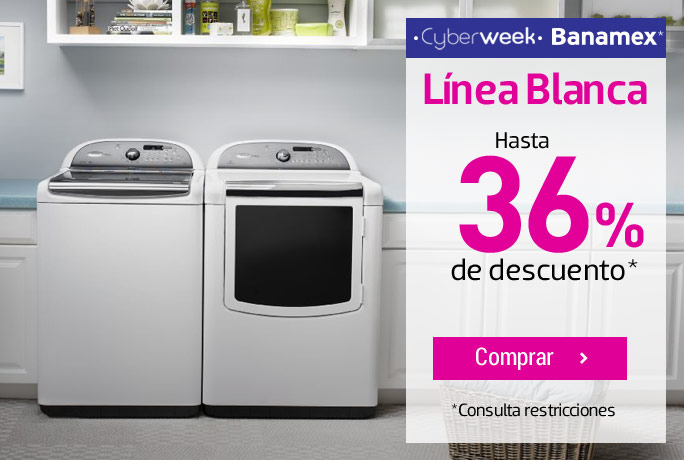 ·Cyberweek· Banamex*
Línea Blanca
Hasta
36%
de descuento*
Comprar >
*Consulta restricciones